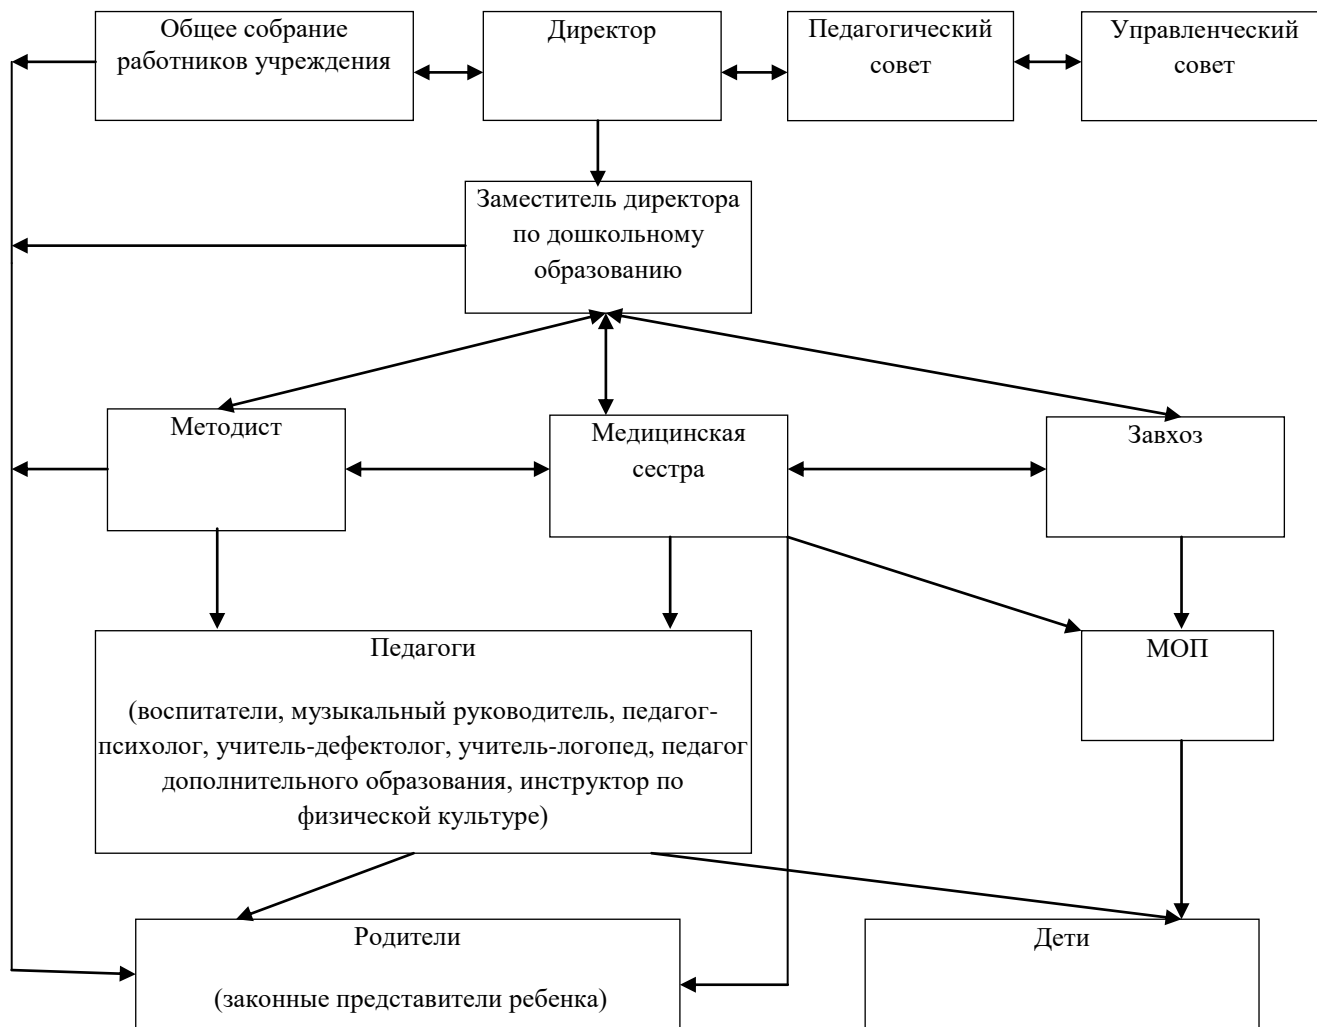 Общее собрание
работников учреждения
Директор
Педагогический
совет
Управленческий
совет
Заместитель директора
по дошкольному
образованию
Методист
Медицинская
сестра
Завхоз
Педагоги
(воспитатели, музыкальный руководитель, педагог-
психолог, учитель-дефектолог, учитель-логопед, педагог
дополнительного образования, инструктор по
физической культуре)
МОП
Родители
(законные представители ребенка)
Дети